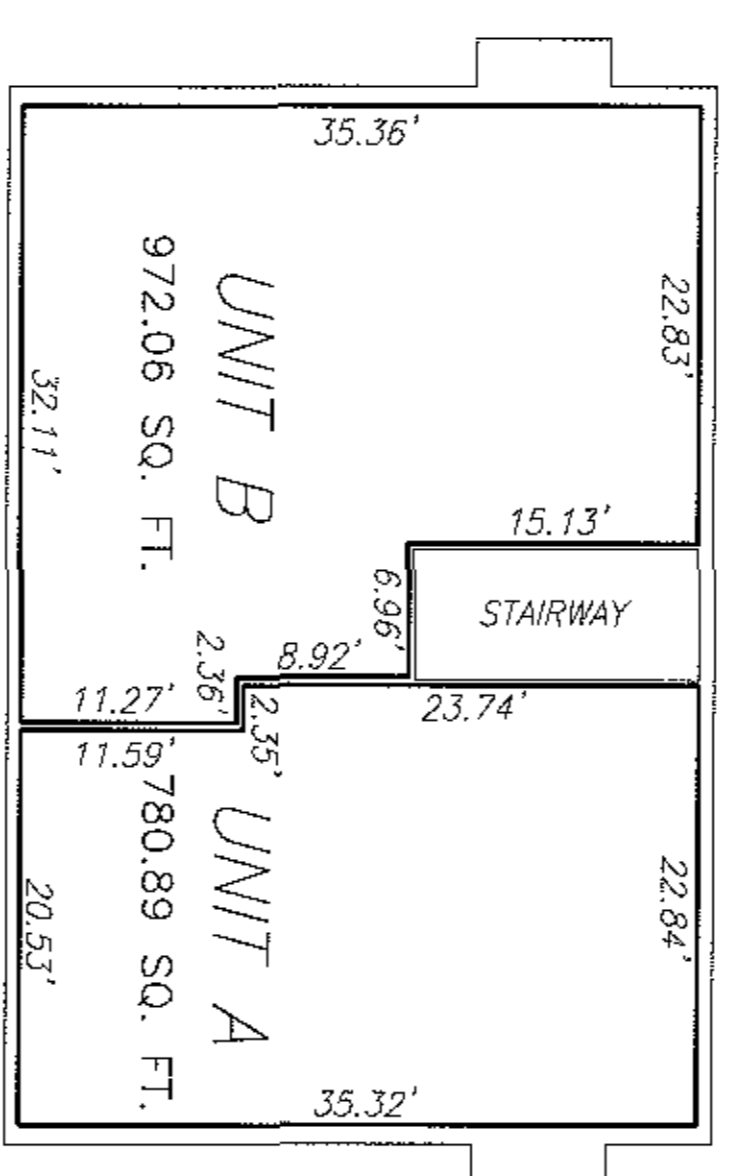 35.36'
22.83'
UNIT B
972.06 SQ. FT.
32.11'
15.13'
6.96'
STAIRWAY
8.92'
2.36'
11.27'
23.74'
2.35'
11.59'
UNIT A
780.89 SQ. FT.
22.84'
20.53'
35.32'